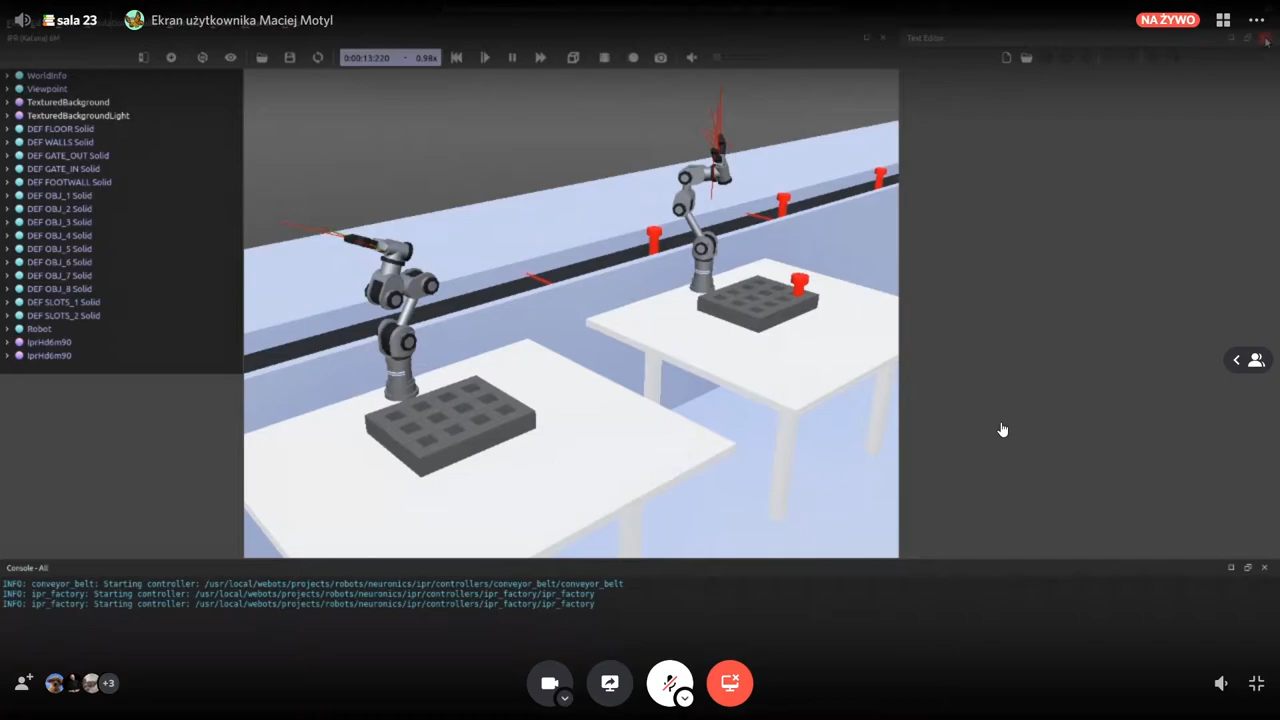 sala 23
Ekran użytkownika Maciej Motyl
NA ŻYWO
IPR (Katana) 6M
Text Editor
0:00:13:220 - 0.98x
WorldInfo
Viewpoint
TexturedBackground
TexturedBackgroundLight
DEF FLOOR Solid
DEF WALLS Solid
DEF GATE_OUT Solid
DEF GATE_IN Solid
DEF FOOTWALL Solid
DEF OBJ_1 Solid
DEF OBJ_2 Solid
DEF OBJ_3 Solid
DEF OBJ_4 Solid
DEF OBJ_5 Solid
DEF OBJ_6 Solid
DEF OBJ_7 Solid
DEF OBJ_8 Solid
DEF SLOTS_1 Solid
DEF SLOTS_2 Solid
Robot
IprHd6m90
IprHd6m90
Console - All
INFO: conveyor_belt: Starting controller: /usr/local/webots/projects/robots/neuronics/ipr/controllers/conveyor_belt/conveyor_belt
INFO: ipr_factory: Starting controller: /usr/local/webots/projects/robots/neuronics/ipr/controllers/ipr_factory/ipr_factory
INFO: ipr_factory: Starting controller: /usr/local/webots/projects/robots/neuronics/ipr/controllers/ipr_factory/ipr_factory
+3